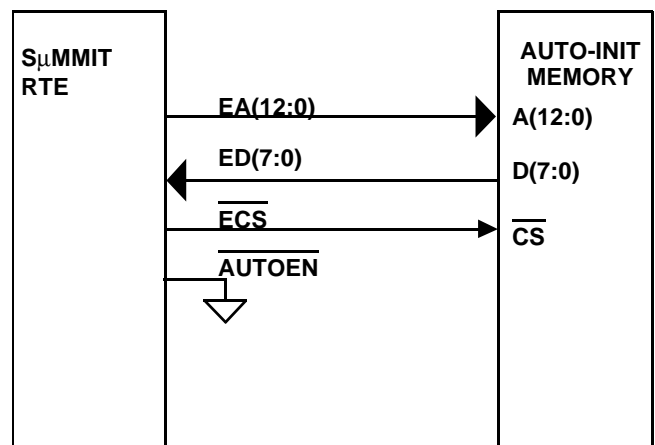 SμMMIT
RTE
AUTO-INIT
MEMORY
EA(12:0)
A(12:0)
ED(7:0)
D(7:0)
ECS
CS
AUTOEN